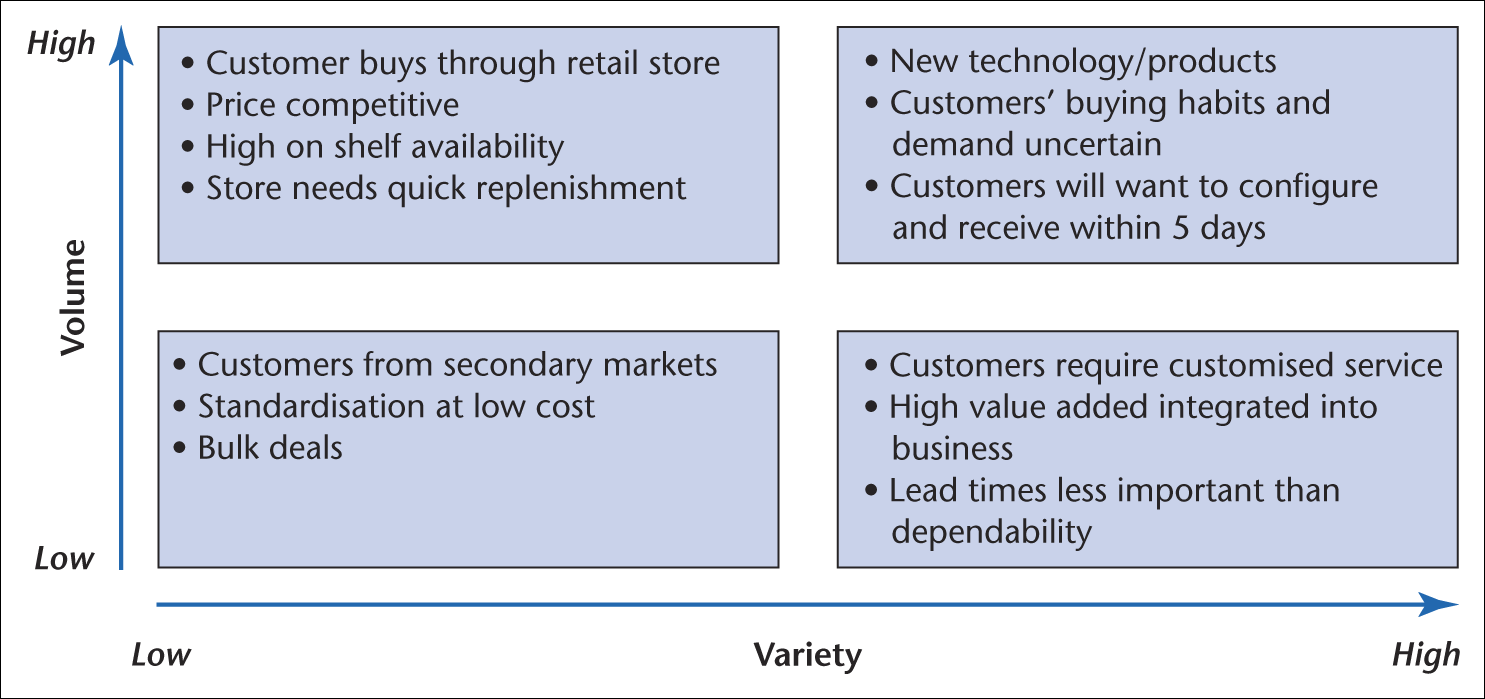 High
• Customer buys through retail store
• Price competitive
• High on shelf availability
• Store needs quick replenishment
• New technology/products
• Customers’ buying habits and
demand uncertain
• Customers will want to configure
and receive within 5 days
Volume
• Customers from secondary markets
• Standardisation at low cost
• Bulk deals
• Customers require customised service
• High value added integrated into
business
• Lead times less important than
dependability
Low
Low
Variety
High